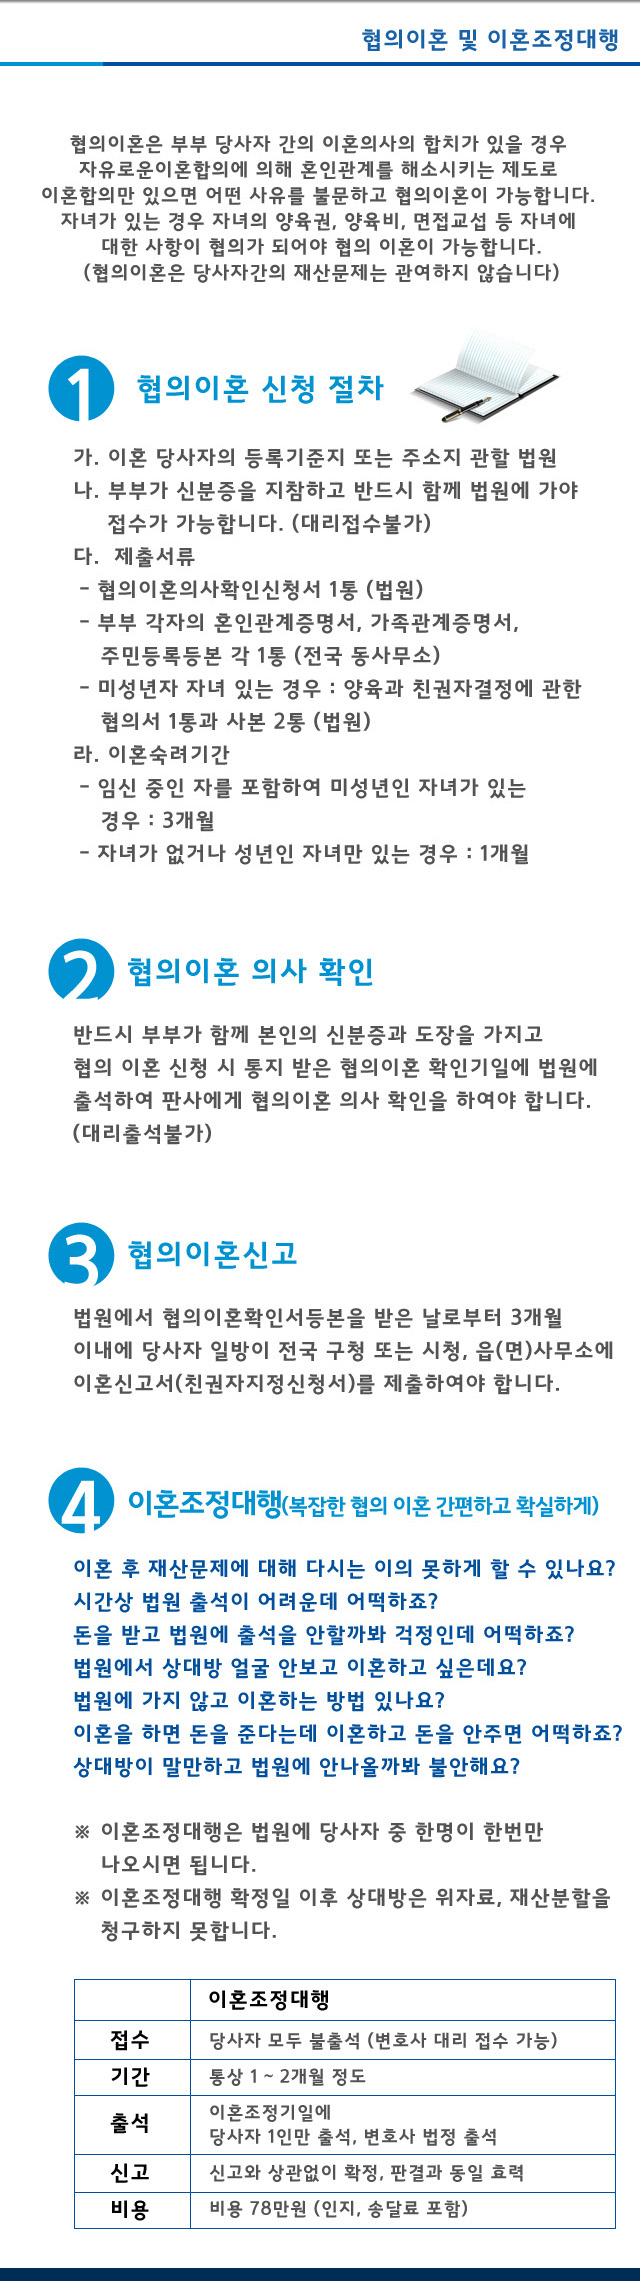 협의이혼 및 이혼조정대행
협의이혼은 부부 당사자 간의 이혼의사의 합치가 있을 경우
자유로운이혼합의에 의해 혼인관계를 해소시키는 제도로
이혼합의만 있으면 어떤 사유를 불문하고 협의이혼이 가능합니다.
자녀가 있는 경우 자녀의 양육권, 양육비, 면접교섭 등 자녀에
대한 사항이 협의가 되어야 협의 이혼이 가능합니다.
(협의이혼은 당사자간의 재산문제는 관여하지 않습니다)
1 협의이혼 신청 절차
가. 이혼 당사자의 등록기준지 또는 주소지 관할 법원
나. 부부가 신분증을 지참하고 반드시 함께 법원에 가야
접수가 가능합니다. (대리접수불가)
다. 제출서류
- 협의이혼의사확인신청서 1통 (법원)
- 부부 각자의 혼인관계증명서, 가족관계증명서,
주민등록등본 각 1통 (전국 동사무소)
- 미성년자 자녀 있는 경우 : 양육과 친권자결정에 관한
협의서 1통과 사본 2통 (법원)
라. 이혼숙려기간
- 임신 중인 자를 포함하여 미성년인 자녀가 있는
경우 : 3개월
- 자녀가 없거나 성년인 자녀만 있는 경우 : 1개월
2 협의이혼 의사 확인
반드시 부부가 함께 본인의 신분증과 도장을 가지고
협의 이혼 신청 시 통지 받은 협의이혼 확인기일에 법원에
출석하여 판사에게 협의이혼 의사 확인을 하여야 합니다.
(대리출석불가)
3 협의이혼신고
법원에서 협의이혼확인서등본을 받은 날로부터 3개월
이내에 당사자 일방이 전국 구청 또는 시청, 읍(면)사무소에
이혼신고서(친권자지정신청서)를 제출하여야 합니다.
4 이혼조정대행(복잡한 협의 이혼 간편하고 확실하게)
이혼 후 재산문제에 대해 다시는 이의 못하게 할 수 있나요?
시간상 법원 출석이 어려운데 어떡하죠?
돈을 받고 법원에 출석을 안할까봐 걱정인데 어떡하죠?
법원에서 상대방 얼굴 안보고 이혼하고 싶은데요?
법원에 가지 않고 이혼하는 방법 있나요?
이혼을 하면 돈을 준다는데 이혼하고 돈을 안주면 어떡하죠?
상대방이 말만하고 법원에 안나올까봐 불안해요?
※ 이혼조정대행은 법원에 당사자 중 한명이 한번만
나오시면 됩니다.
※ 이혼조정대행 확정일 이후 상대방은 위자료, 재산분할을
청구하지 못합니다.
이혼조정대행
접수 당사자 모두 불출석 (변호사 대리 접수 가능)
기간 통상 1 ~ 2개월 정도
출석 이혼조정기일에
당사자 1인만 출석, 변호사 법정 출석
신고 신고와 상관없이 확정, 판결과 동일 효력
비용 비용 78만원 (인지, 송달료 포함)